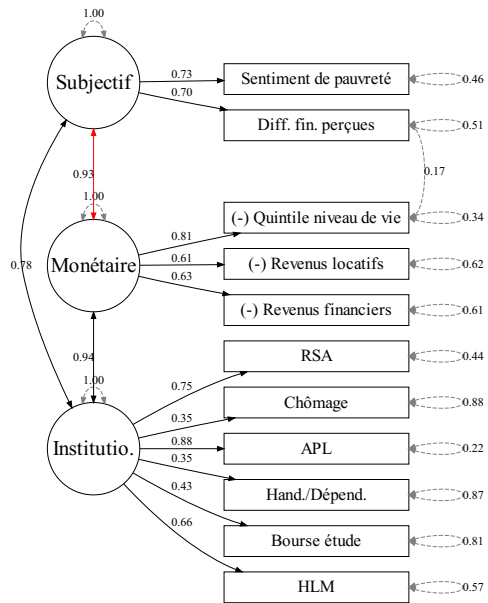 1.00
Subjectif
0.73
Sentiment de pauvreté
0.46
0.70
Diff. fin. perçues
0.51
0.93
0.17
1.00
0.78
Monétaire
0.81
(-) Quintile niveau de vie
0.34
0.61
(-) Revenus locatifs
0.62
0.63
(-) Revenus financiers
0.61
0.94
1.00
Institutio.
0.75
RSA
0.44
0.35
Chômage
0.88
0.88
APL
0.22
0.35
Hand./Dépend.
0.87
0.43
Bourse étude
0.81
0.66
HLM
0.57